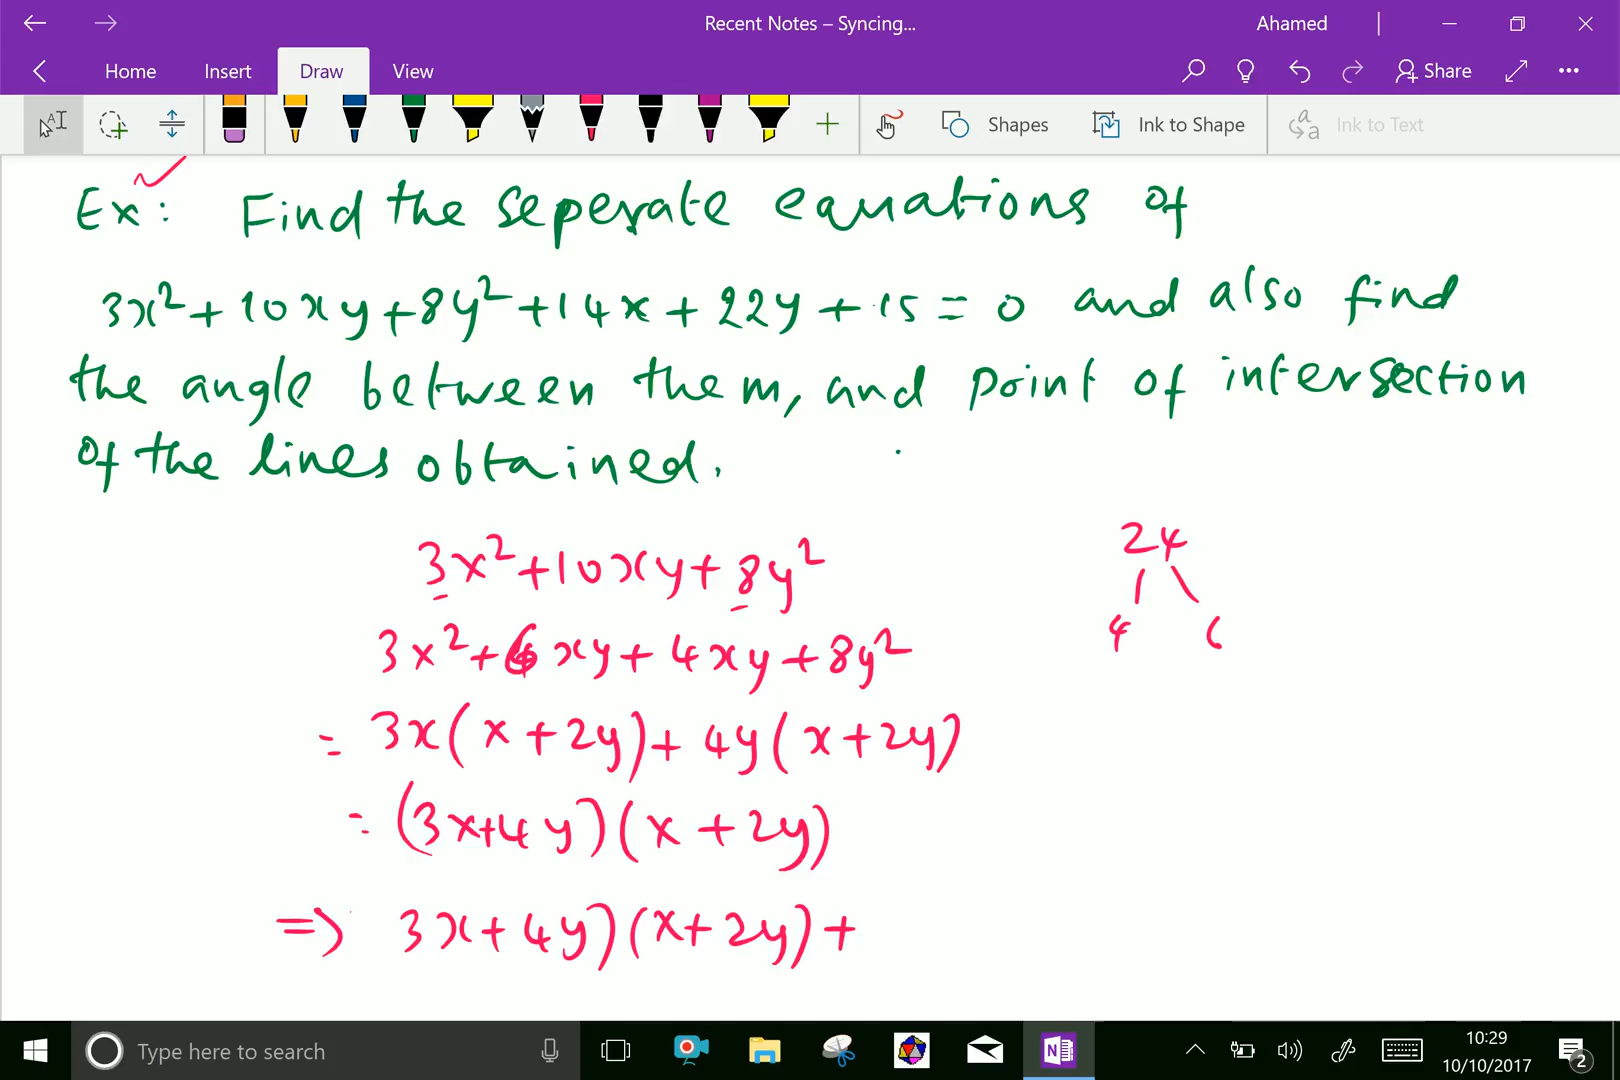 Recent Notes – Syncing...
Ahamed
Home Insert Draw View
Share
Shapes
Ink to Shape
Ink to Text
Ex: Find the seperate equations of
3x²+10xy+8y²+14x+22y+15=0 and also find
the angle between them, and point of intersection
of the lines obtained.
3x²+10xy+8y²
24
4 6
3x²+6xy+4xy+8y²
= 3x(x+2y)+4y(x+2y)
= (3x+4y)(x+2y)
=> 3x+4y)(x+2y)+
Type here to search
10:29
10/10/2017
2